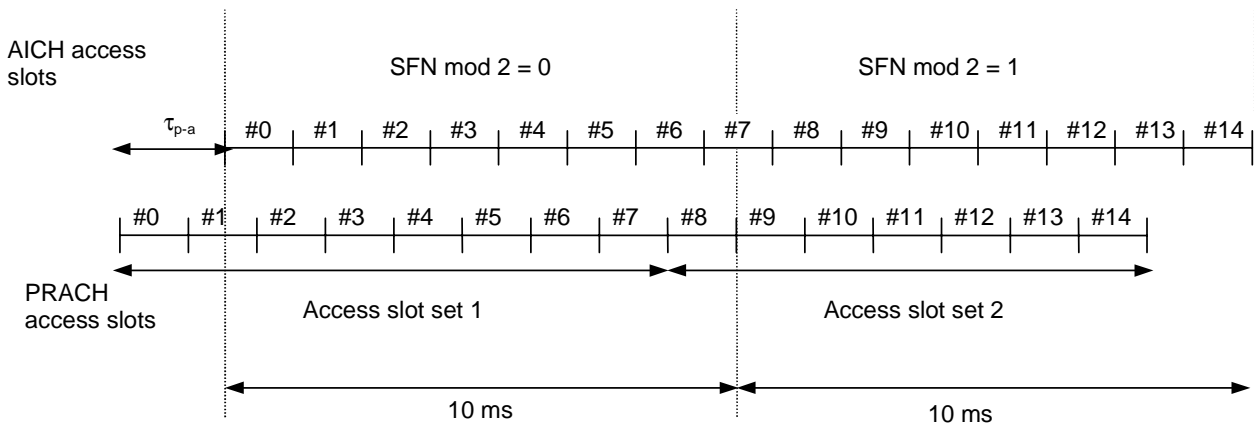 AICH access
slots
SFN mod 2 = 0
SFN mod 2 = 1
τp-a
#0 #1 #2 #3 #4 #5 #6 #7 #8 #9 #10 #11 #12 #13 #14
#0 #1 #2 #3 #4 #5 #6 #7 #8 #9 #10 #11 #12 #13 #14
PRACH
access slots
Access slot set 1
Access slot set 2
10 ms
10 ms